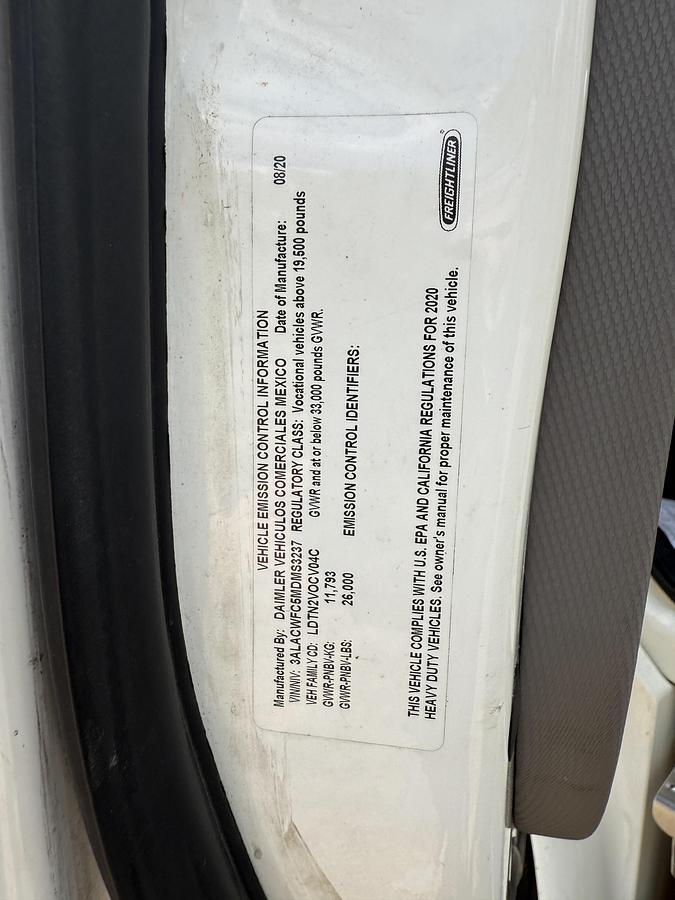 VEHICLE EMISSION CONTROL INFORMATION
Manufactured By: DAIMLER VEHICULOS COMERCIALES MEXICO Date of Manufacture: 08/20
VIN/NIV: 3ALACWFC5MDMS3237 REGULATORY CLASS: Vocational vehicles above 19,500 pounds
VEH FAMILY CD: LDTN2VOCV04C GVWR and at or below 33,000 pounds GVWR.
GVWR-PNBV-KG: 11,793
GVWR-PNBV-LBS: 26,000 EMISSION CONTROL IDENTIFIERS:
THIS VEHICLE COMPLIES WITH U.S. EPA AND CALIFORNIA REGULATIONS FOR 2020
HEAVY DUTY VEHICLES. See owner's manual for proper maintenance of this vehicle.
FREIGHTLINER